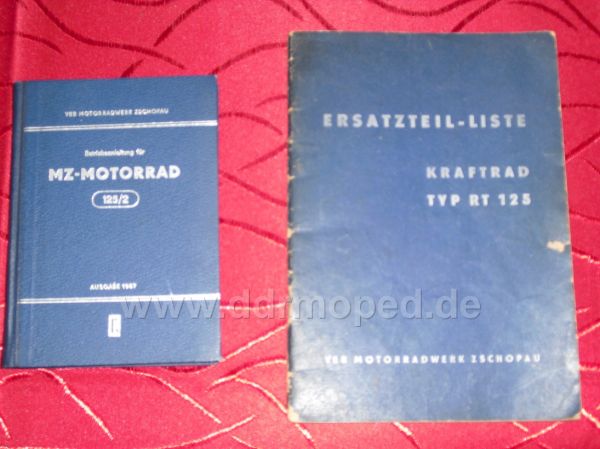 VEB MOTORRADWERK ZSCHOPAU
Betriebsanleitung für
MZ-MOTORRAD
125/2
AUSGABE 1957
ERSATZTEIL-LISTE
KRAFTRAD
TYP RT 125
VEB MOTORRADWERK ZSCHOPAU
www.ddrmoped.de